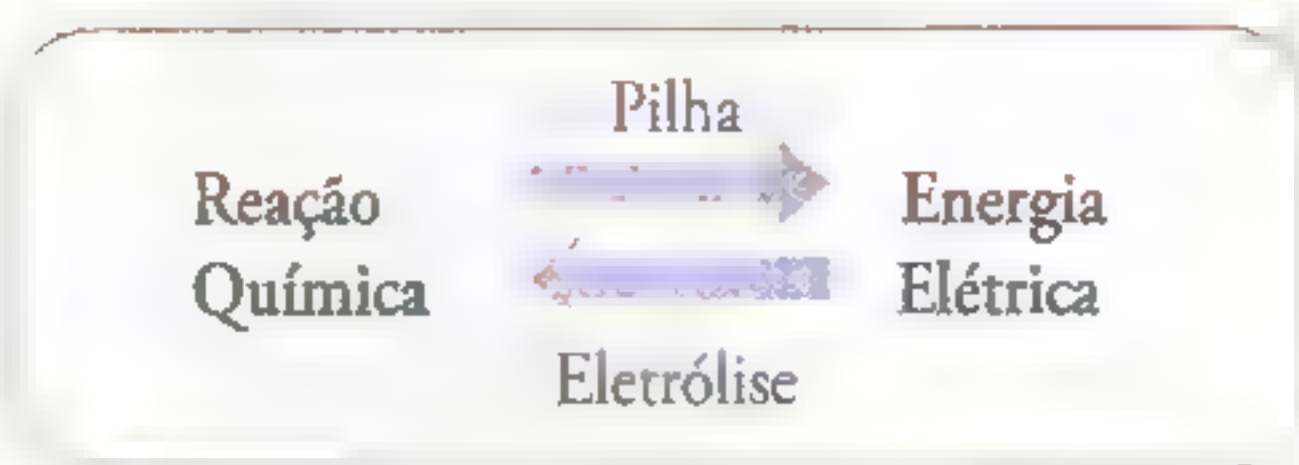 Pilha
Reação
Química
Energia
Elétrica
Eletrólise